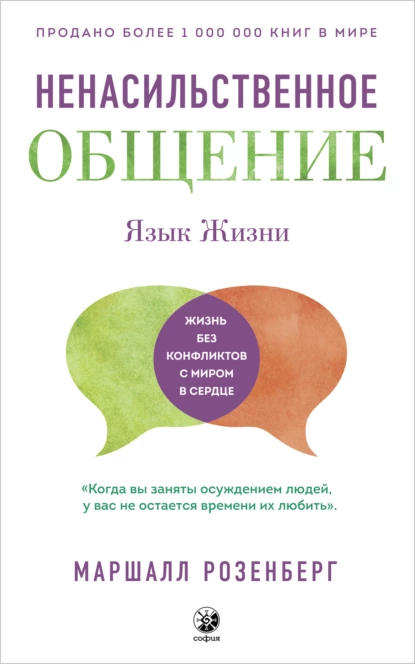 ПРОДАНО БОЛЕЕ 1 000 000 КНИГ В МИРЕ
НЕНАСИЛЬСТВЕННОЕ
ОБЩЕНИЕ
Язык Жизни
ЖИЗНЬ
БЕЗ
КОНФЛИКТОВ
С МИРОМ
В СЕРДЦЕ
«Когда вы заняты осуждением людей,
у вас не остается времени их любить».
МАРШАЛЛ РОЗЕНБЕРГ
СОФИЯ